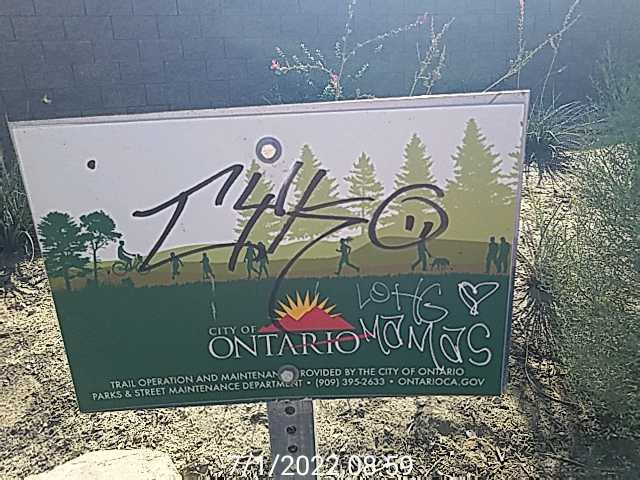 LOHS
MAMAS
CITY OF
ONTARIO
TRAIL OPERATION AND MAINTENANCE PROVIDED BY THE CITY OF ONTARIO
PARKS & STREET MAINTENANCE DEPARTMENT • (909) 395-2633 • ONTARIOCA.GOV
7/1/2022 08:59